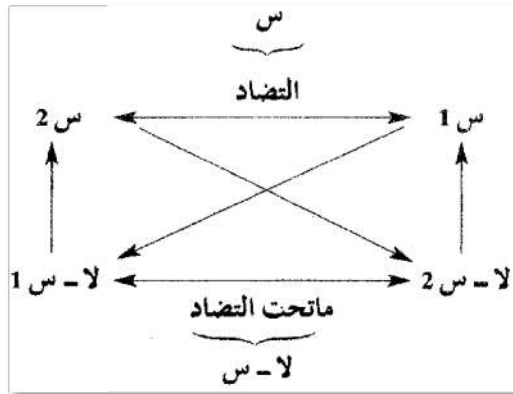 س
التضاد
س 1 س 2
لا – س 2 لا – س 1
ماتحت التضاد
لا – س